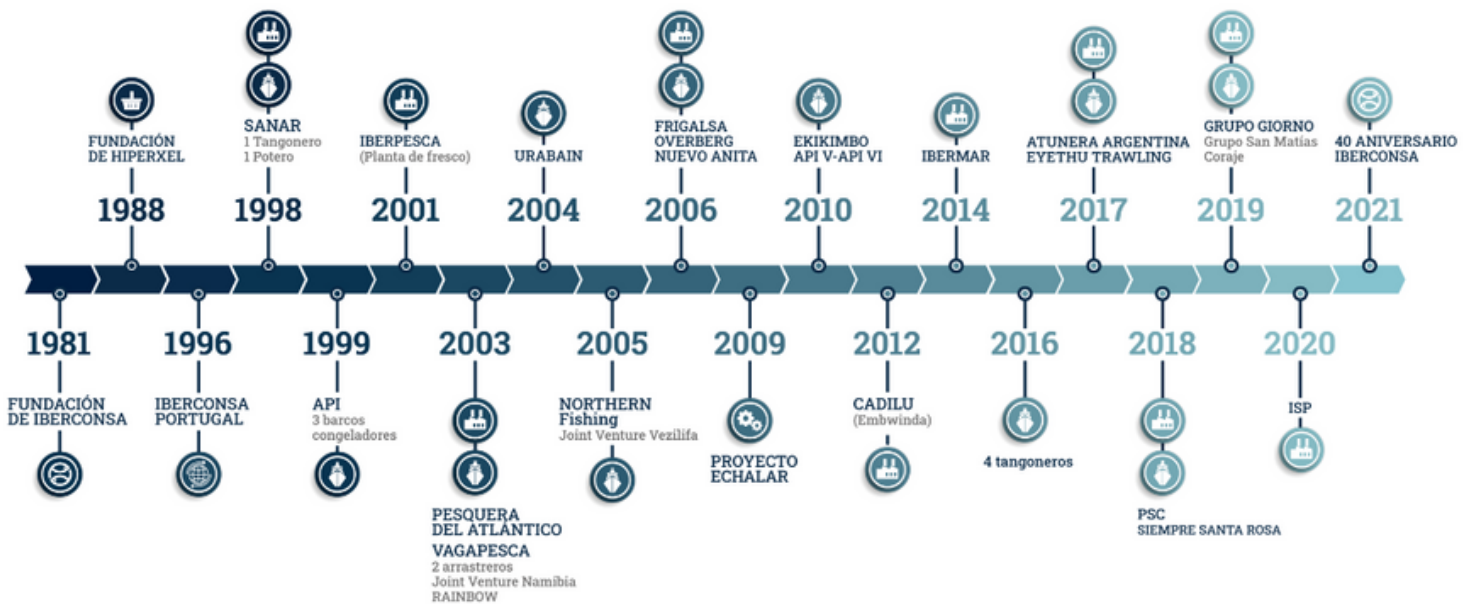 FUNDACIÓN
DE HIPERXEL
1988
SANAR
1 Tangonero
1 Potero
1998
IBERPESCA
(Planta de fresco)
2001
URABAIN
2004
FRIGALSA
OVERBERG
NUEVO ANITA
2006
EKIKIMBO
API V-API VI
2010
IBERMAR
2014
ATUNERA ARGENTINA
EYETHU TRAWLING
2017
GRUPO GIORNO
Grupo San Matías
Coraje
2019
40 ANIVERSARIO
IBERCONSA
2021
1981
FUNDACIÓN
DE IBERCONSA
1996
IBERCONSA
PORTUGAL
1999
API
3 barcos
congeladores
2003
PESQUERA
DEL ATLÁNTICO
VAGAPESCA
2 arrastreros
Joint Venture Namibia
RAINBOW
2005
NORTHERN
Fishing
Joint Venture Vezilifa
2009
PROYECTO
ECHALAR
2012
CADILU
(Embwinda)
2016
4 tangoneros
2018
PSC
SIEMPRE SANTA ROSA
2020
ISP